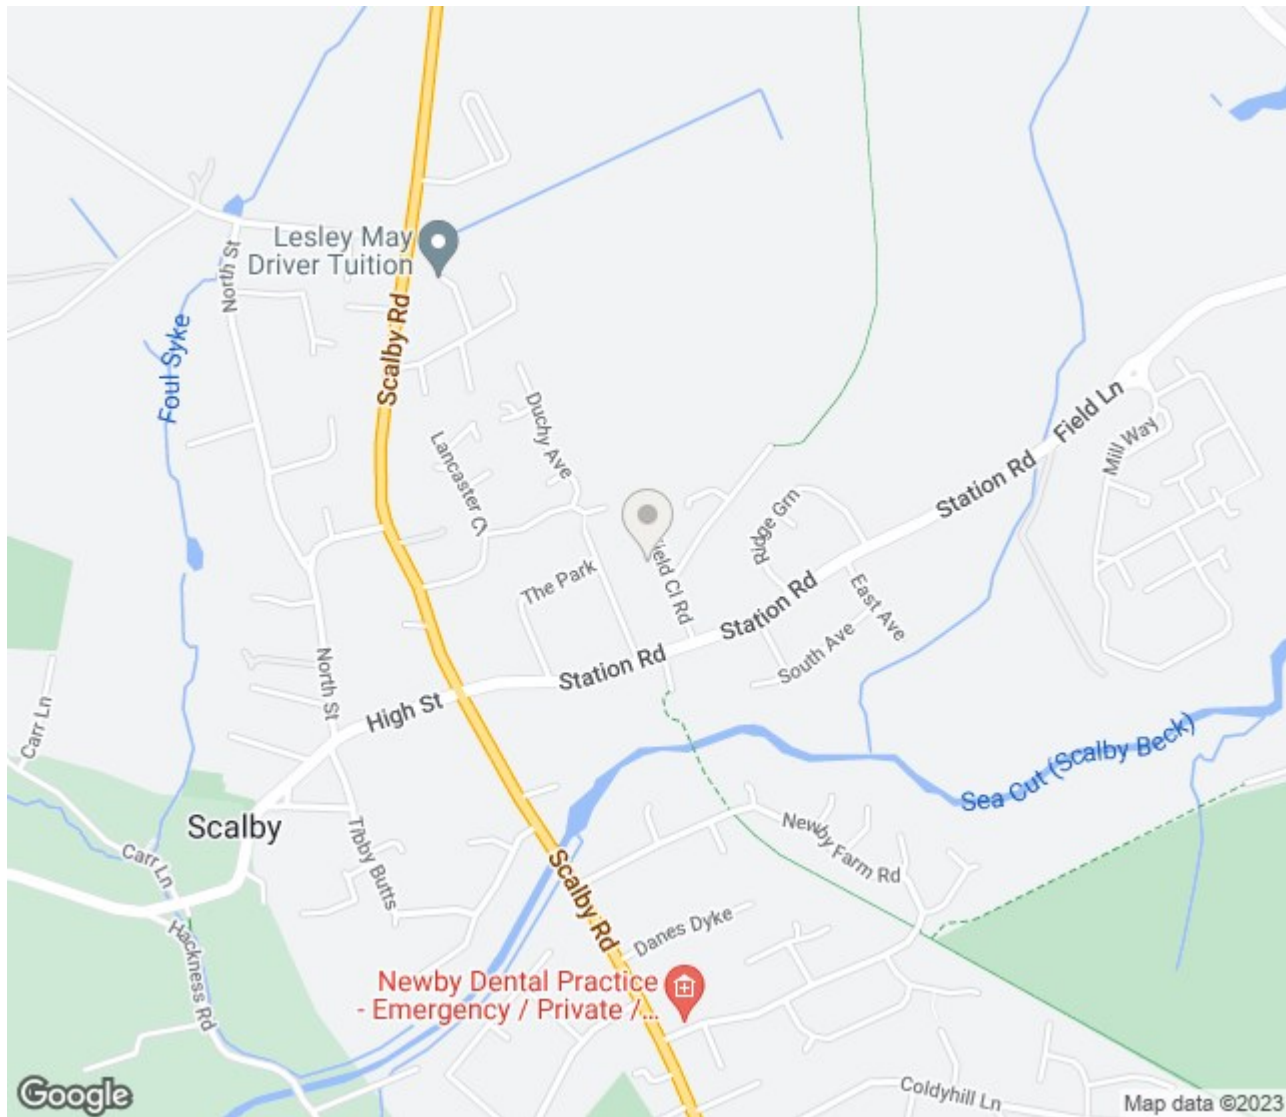 Lesley May
Driver Tuition
North St
Scalby Rd
Foul Syke
Duchy Ave
Lancaster
Field Ln
Mill Way
Station Rd
Ridge Grn
Field Cl Rd
The Park
East Ave
Station Rd
South Ave
Station Rd
North St
High St
Carr Ln
Sea Cut (Scalby Beck)
Scalby
Tibby Butts
Newby Farm Rd
Carr Ln
Scalby Rd
Hackness Rd
Danes Dyke
Newby Dental Practice
- Emergency / Private /...
Coldyhill Ln
Google
Map data ©2023